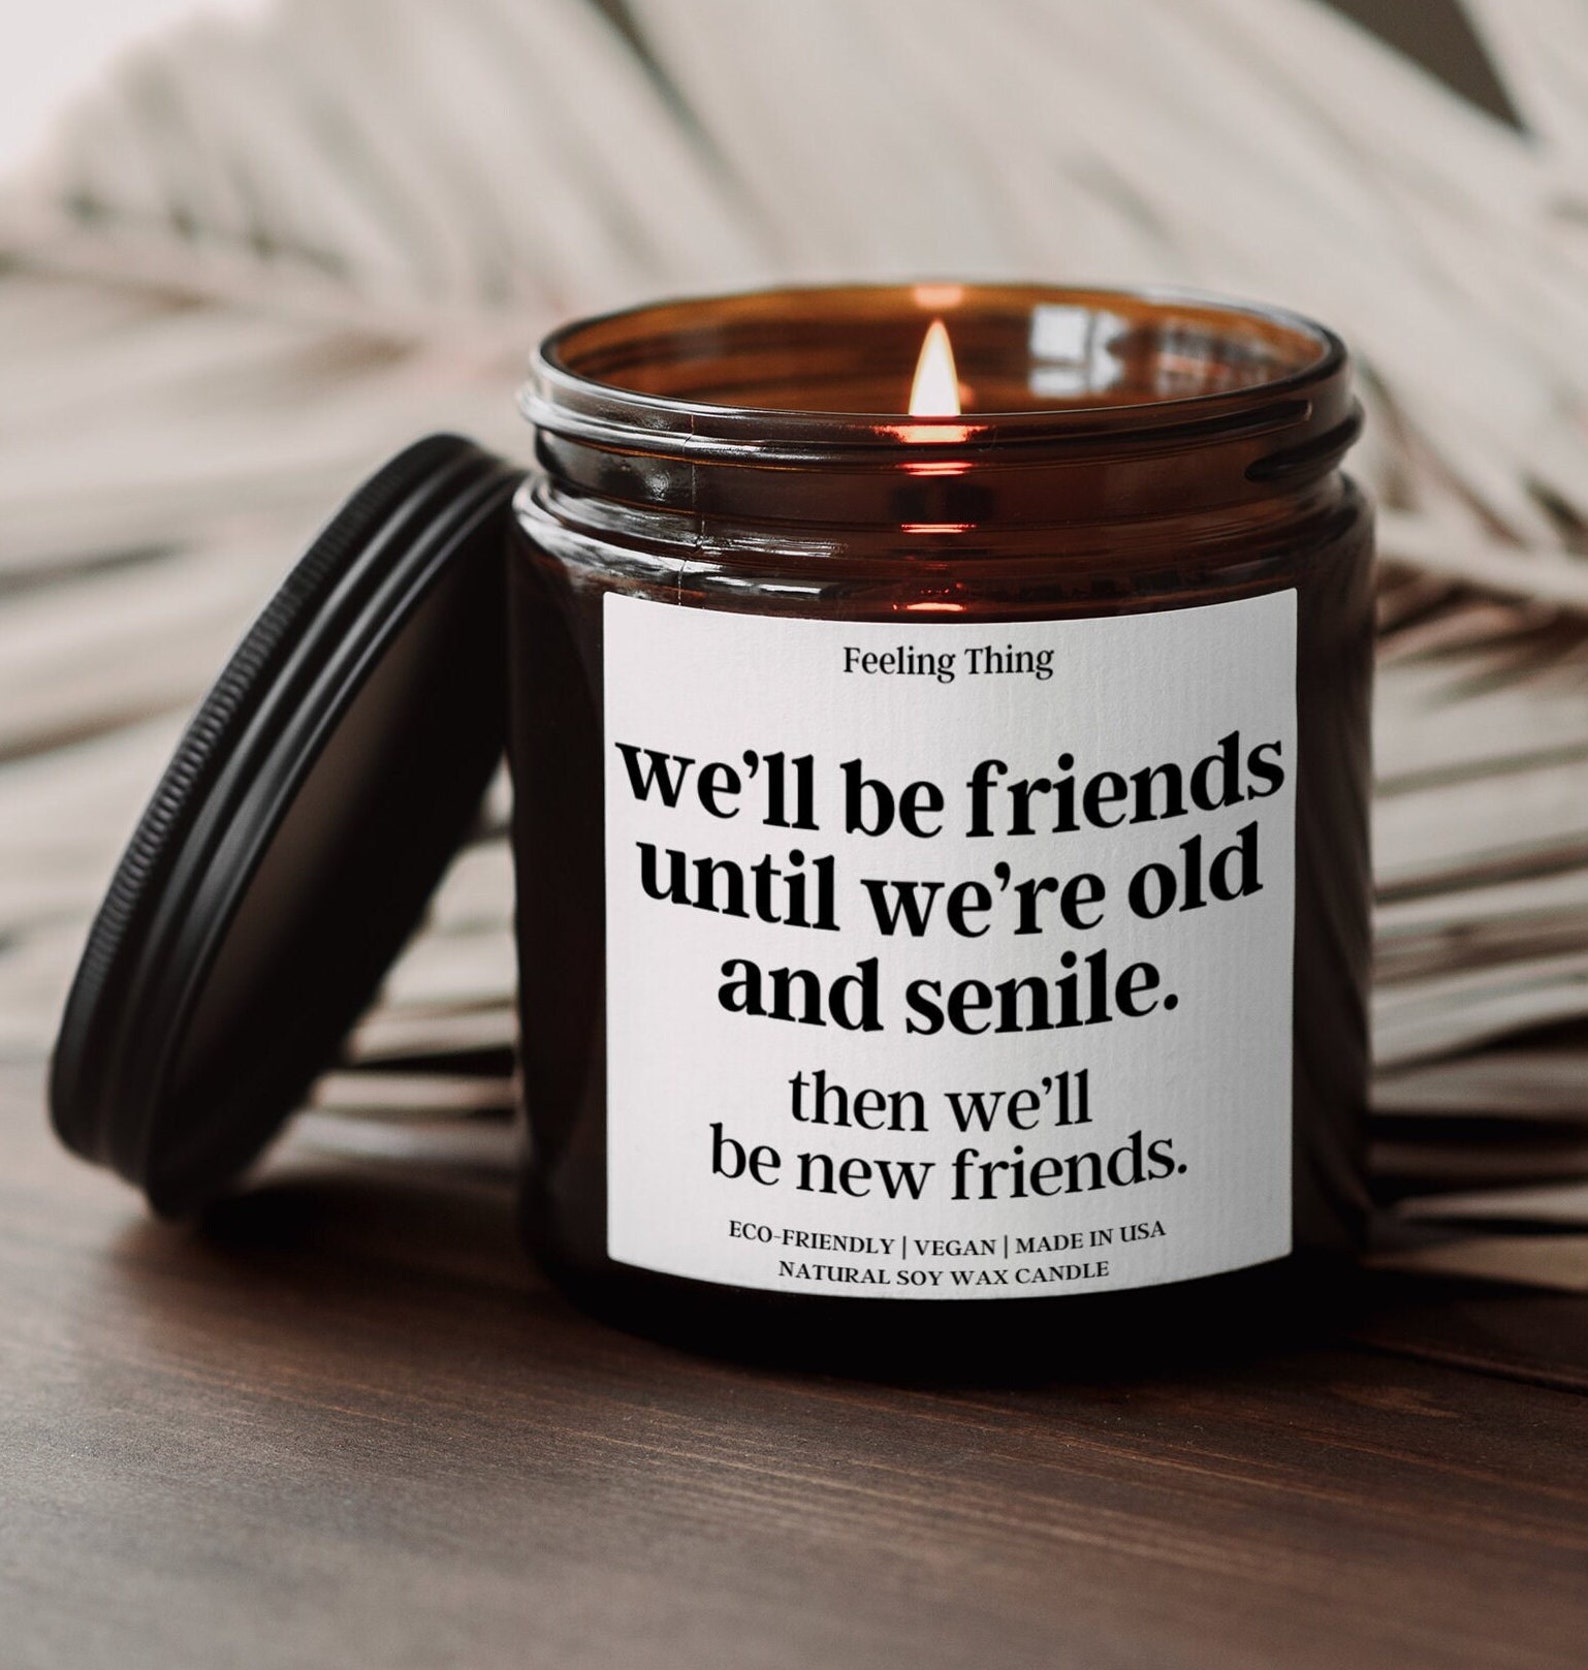 Feeling Thing
we’ll be friends
until we’re old
and senile.
then we’ll
be new friends.
ECO-FRIENDLY | VEGAN | MADE IN USA
NATURAL SOY WAX CANDLE